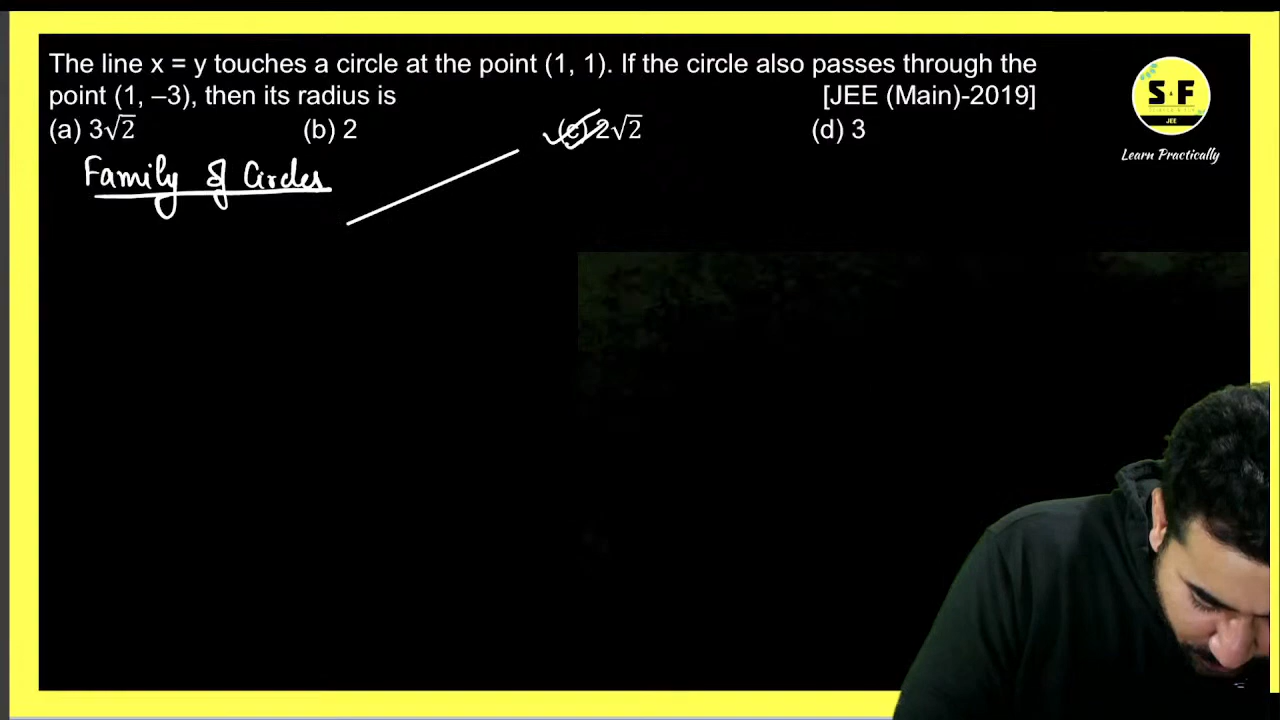 The line x = y touches a circle at the point (1, 1). If the circle also passes through the
point (1, –3), then its radius is [JEE (Main)-2019]
(a) 3√2 (b) 2 (c) 2√2 (d) 3
Family of Circles
S F
JEE
Learn Practically